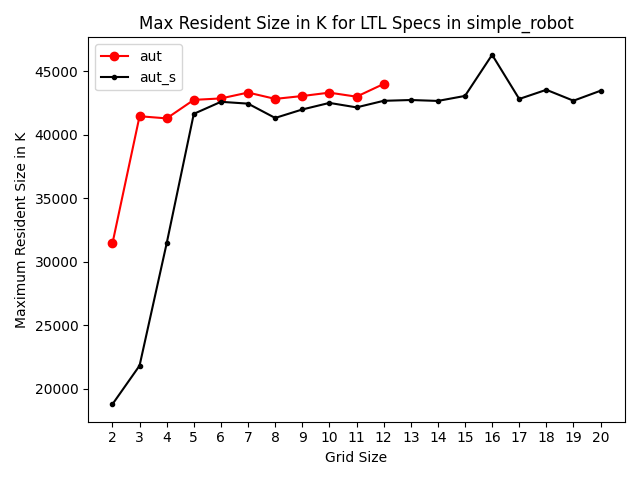 Max Resident Size in K for LTL Specs in simple_robot
aut
aut_s
Maximum Resident Size in K
45000
40000
35000
30000
25000
20000
2 3 4 5 6 7 8 9 10 11 12 13 14 15 16 17 18 19 20
Grid Size